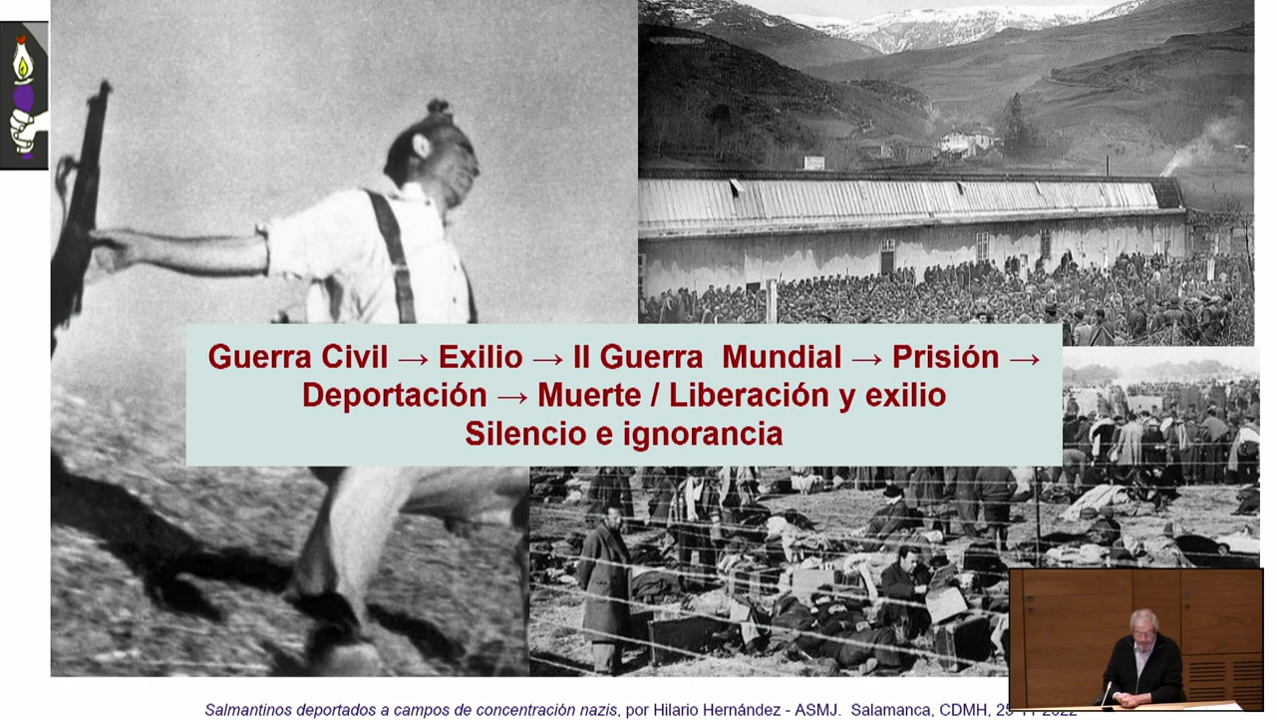 Guerra Civil → Exilio → II Guerra Mundial → Prisión →
Deportación → Muerte / Liberación y exilio
Silencio e ignorancia
Salmantinos deportados a campos de concentración nazis, por Hilario Hernández - ASMJ. Salamanca, CDMH,